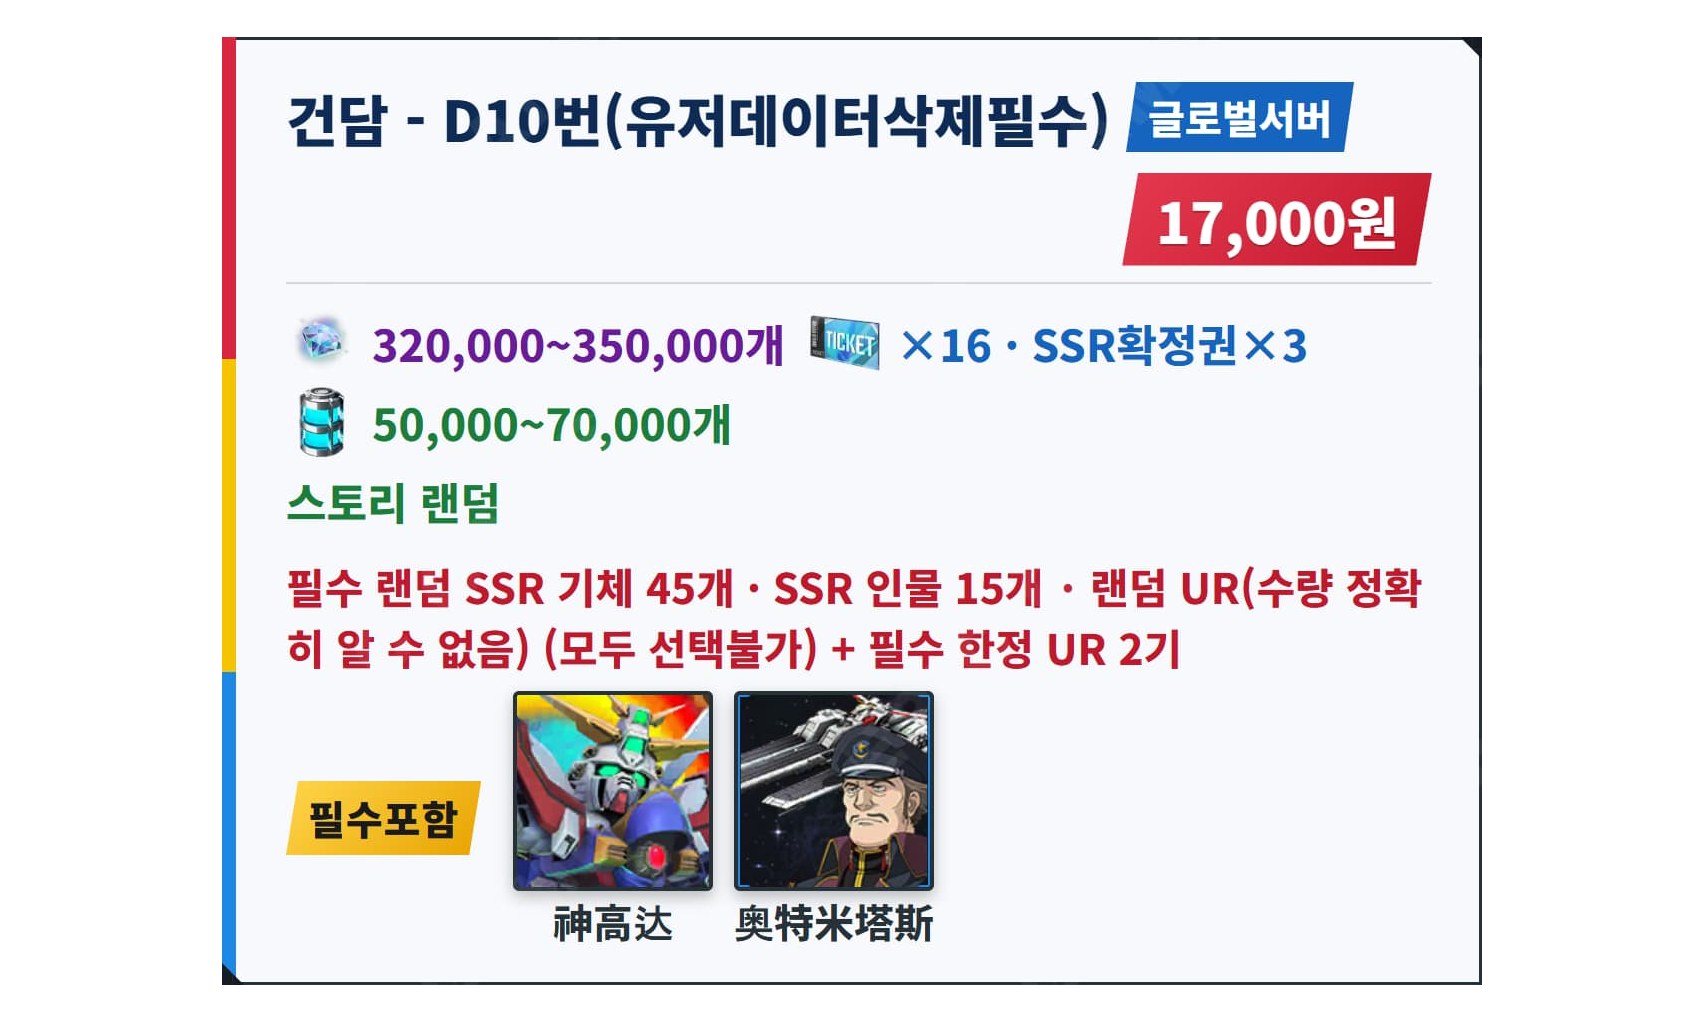 건담 - D10번(유저데이터삭제필수) 글로벌서버
17,000원
320,000~350,000개 TICKET ×16 · SSR확정권×3
50,000~70,000개
스토리 랜덤
필수 랜덤 SSR 기체 45개 · SSR 인물 15개 · 랜덤 UR(수량 정확
히 알 수 없음) (모두 선택불가) + 필수 한정 UR 2기
필수포함
神高达 奥特米塔斯